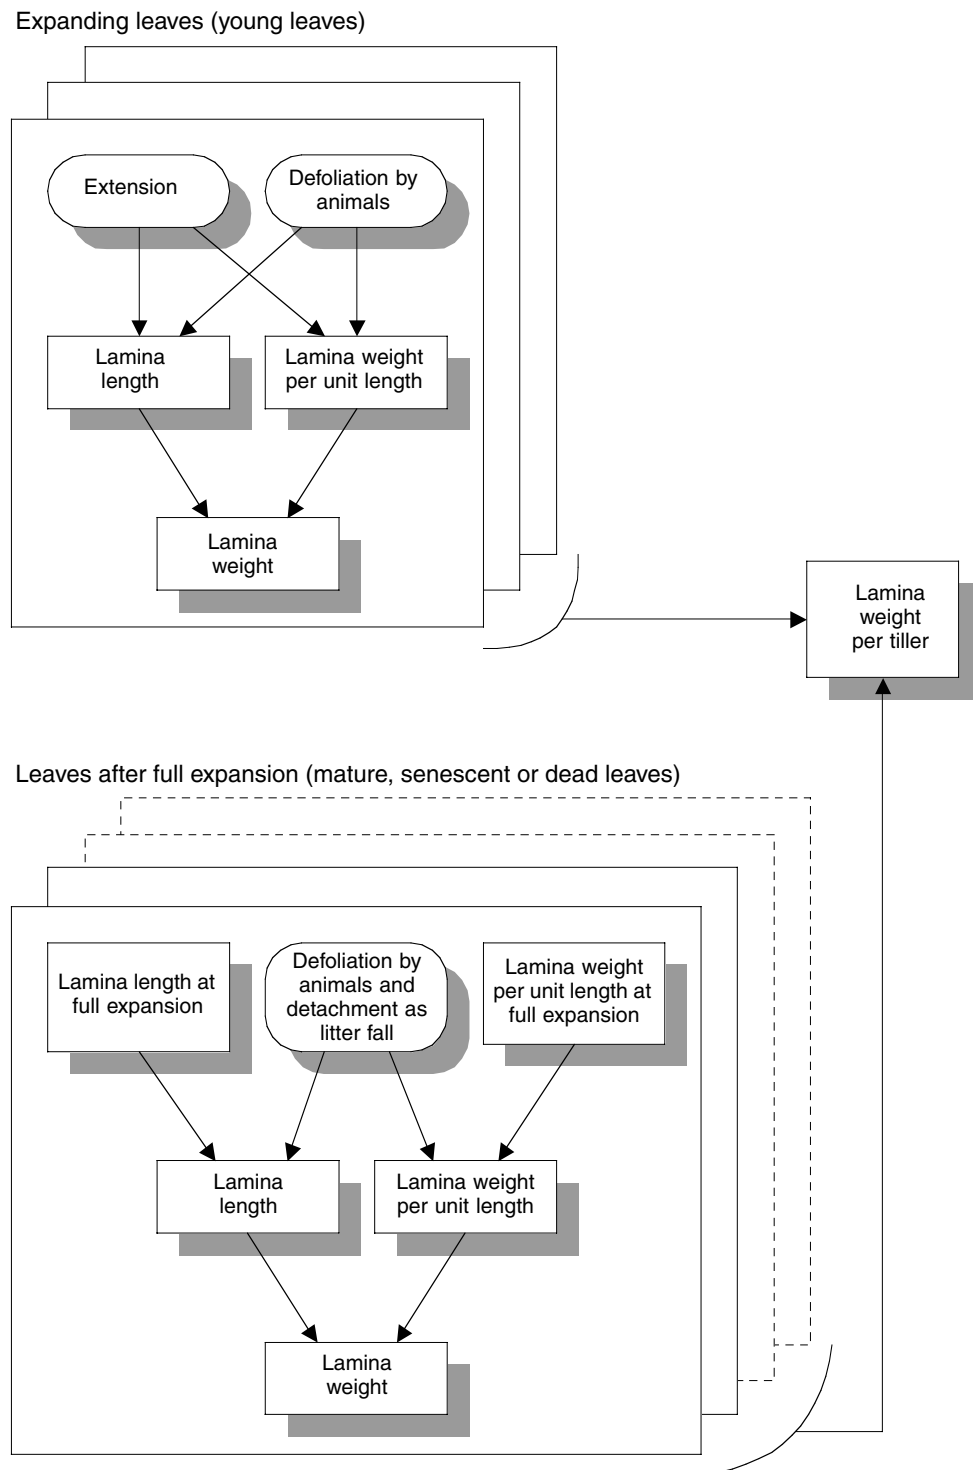 Expanding leaves (young leaves)
Extension
Defoliation by
animals
Lamina
length
Lamina weight
per unit length
Lamina
weight
Lamina
weight
per tiller
Leaves after full expansion (mature, senescent or dead leaves)
Lamina length at
full expansion
Defoliation by
animals and
detachment as
litter fall
Lamina weight
per unit length at
full expansion
Lamina
length
Lamina weight
per unit length
Lamina
weight